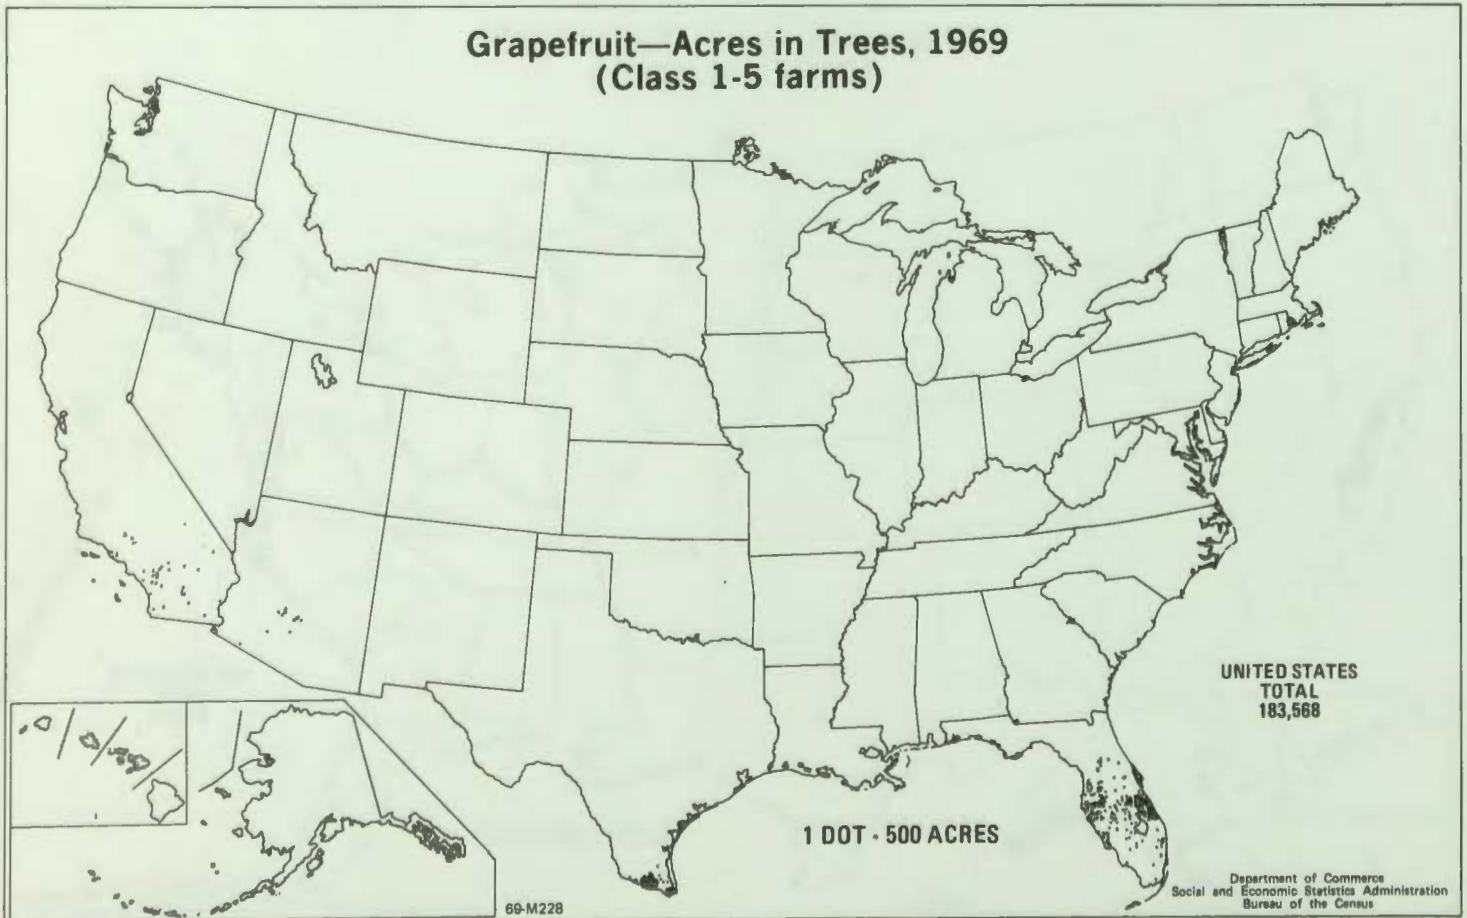 Grapefruit—Acres in Trees, 1969
(Class 1-5 farms)
UNITED STATES
TOTAL
183,568
1 DOT - 500 ACRES
Department of Commerce
Social and Economic Statistics Administration
Bureau of the Census
69-M228